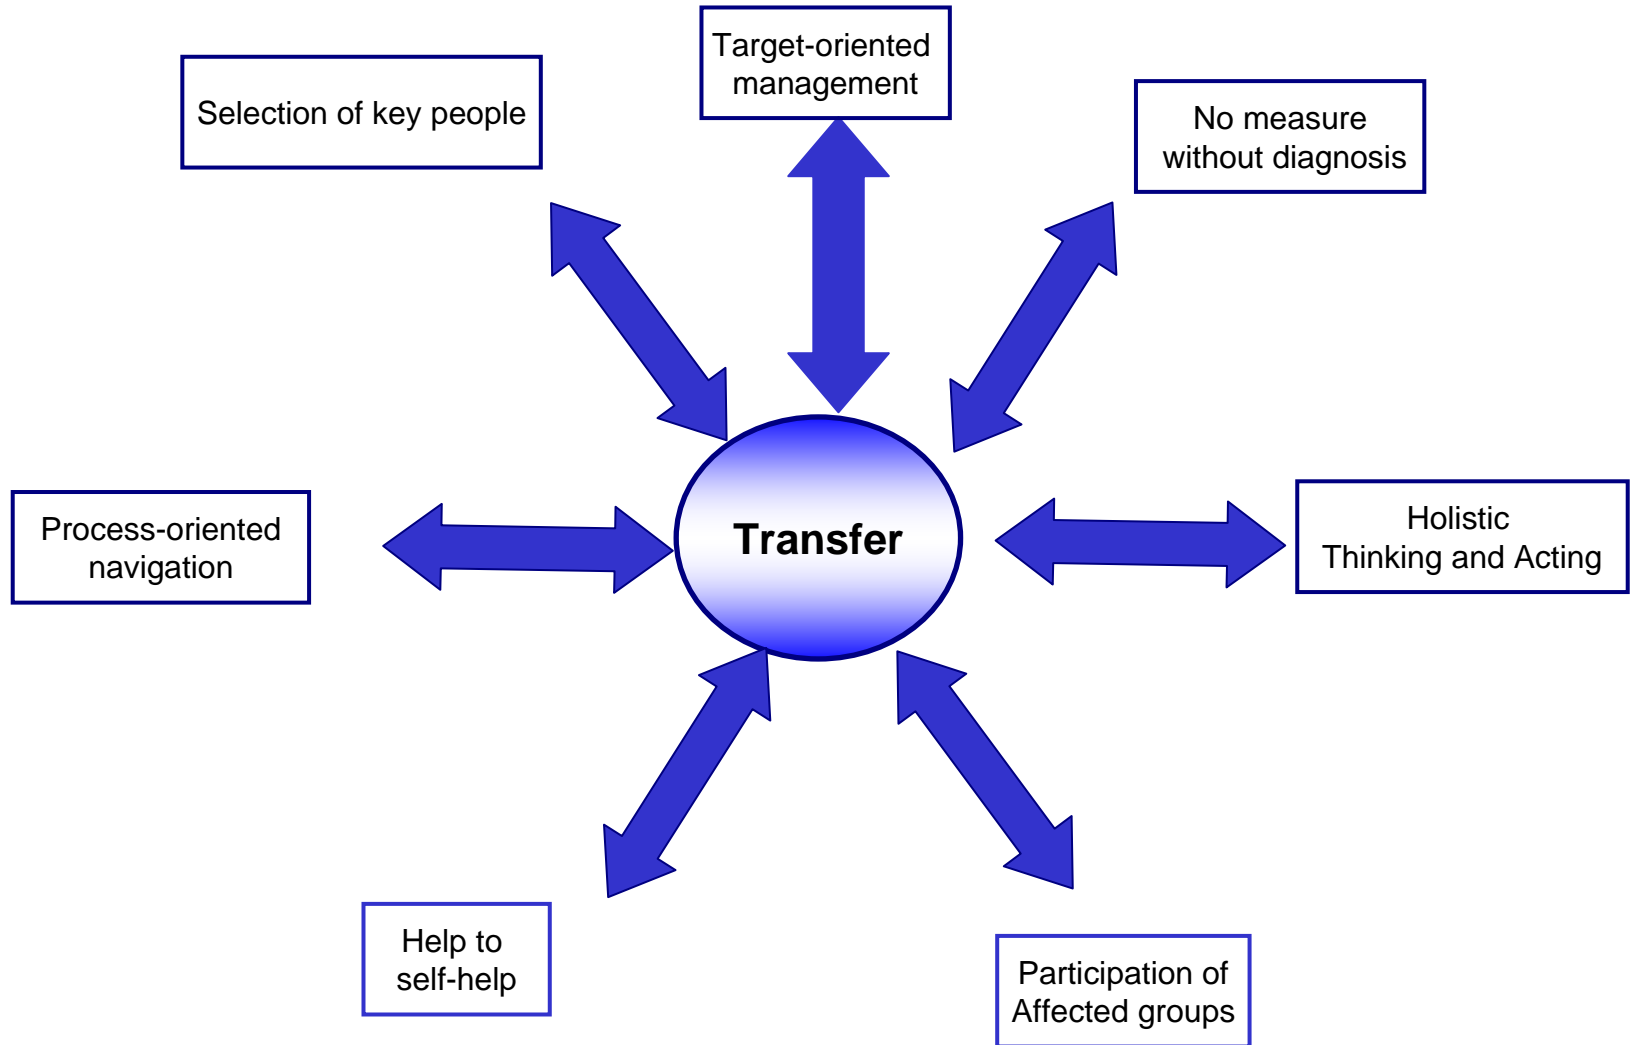 Target-oriented
management
Selection of key people
No measure
without diagnosis
Process-oriented
navigation
Transfer
Holistic
Thinking and Acting
Help to
self-help
Participation of
Affected groups